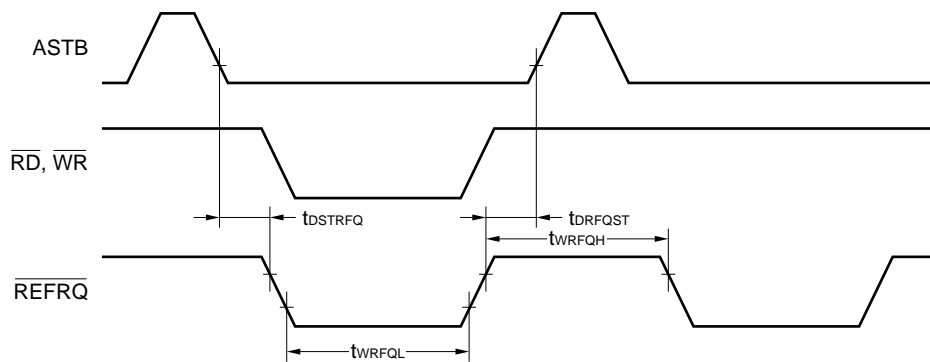 ASTB
RD, WR
tDSTRFQ
tDRFQST
tWRFQH
REFRQ
tWRFQL